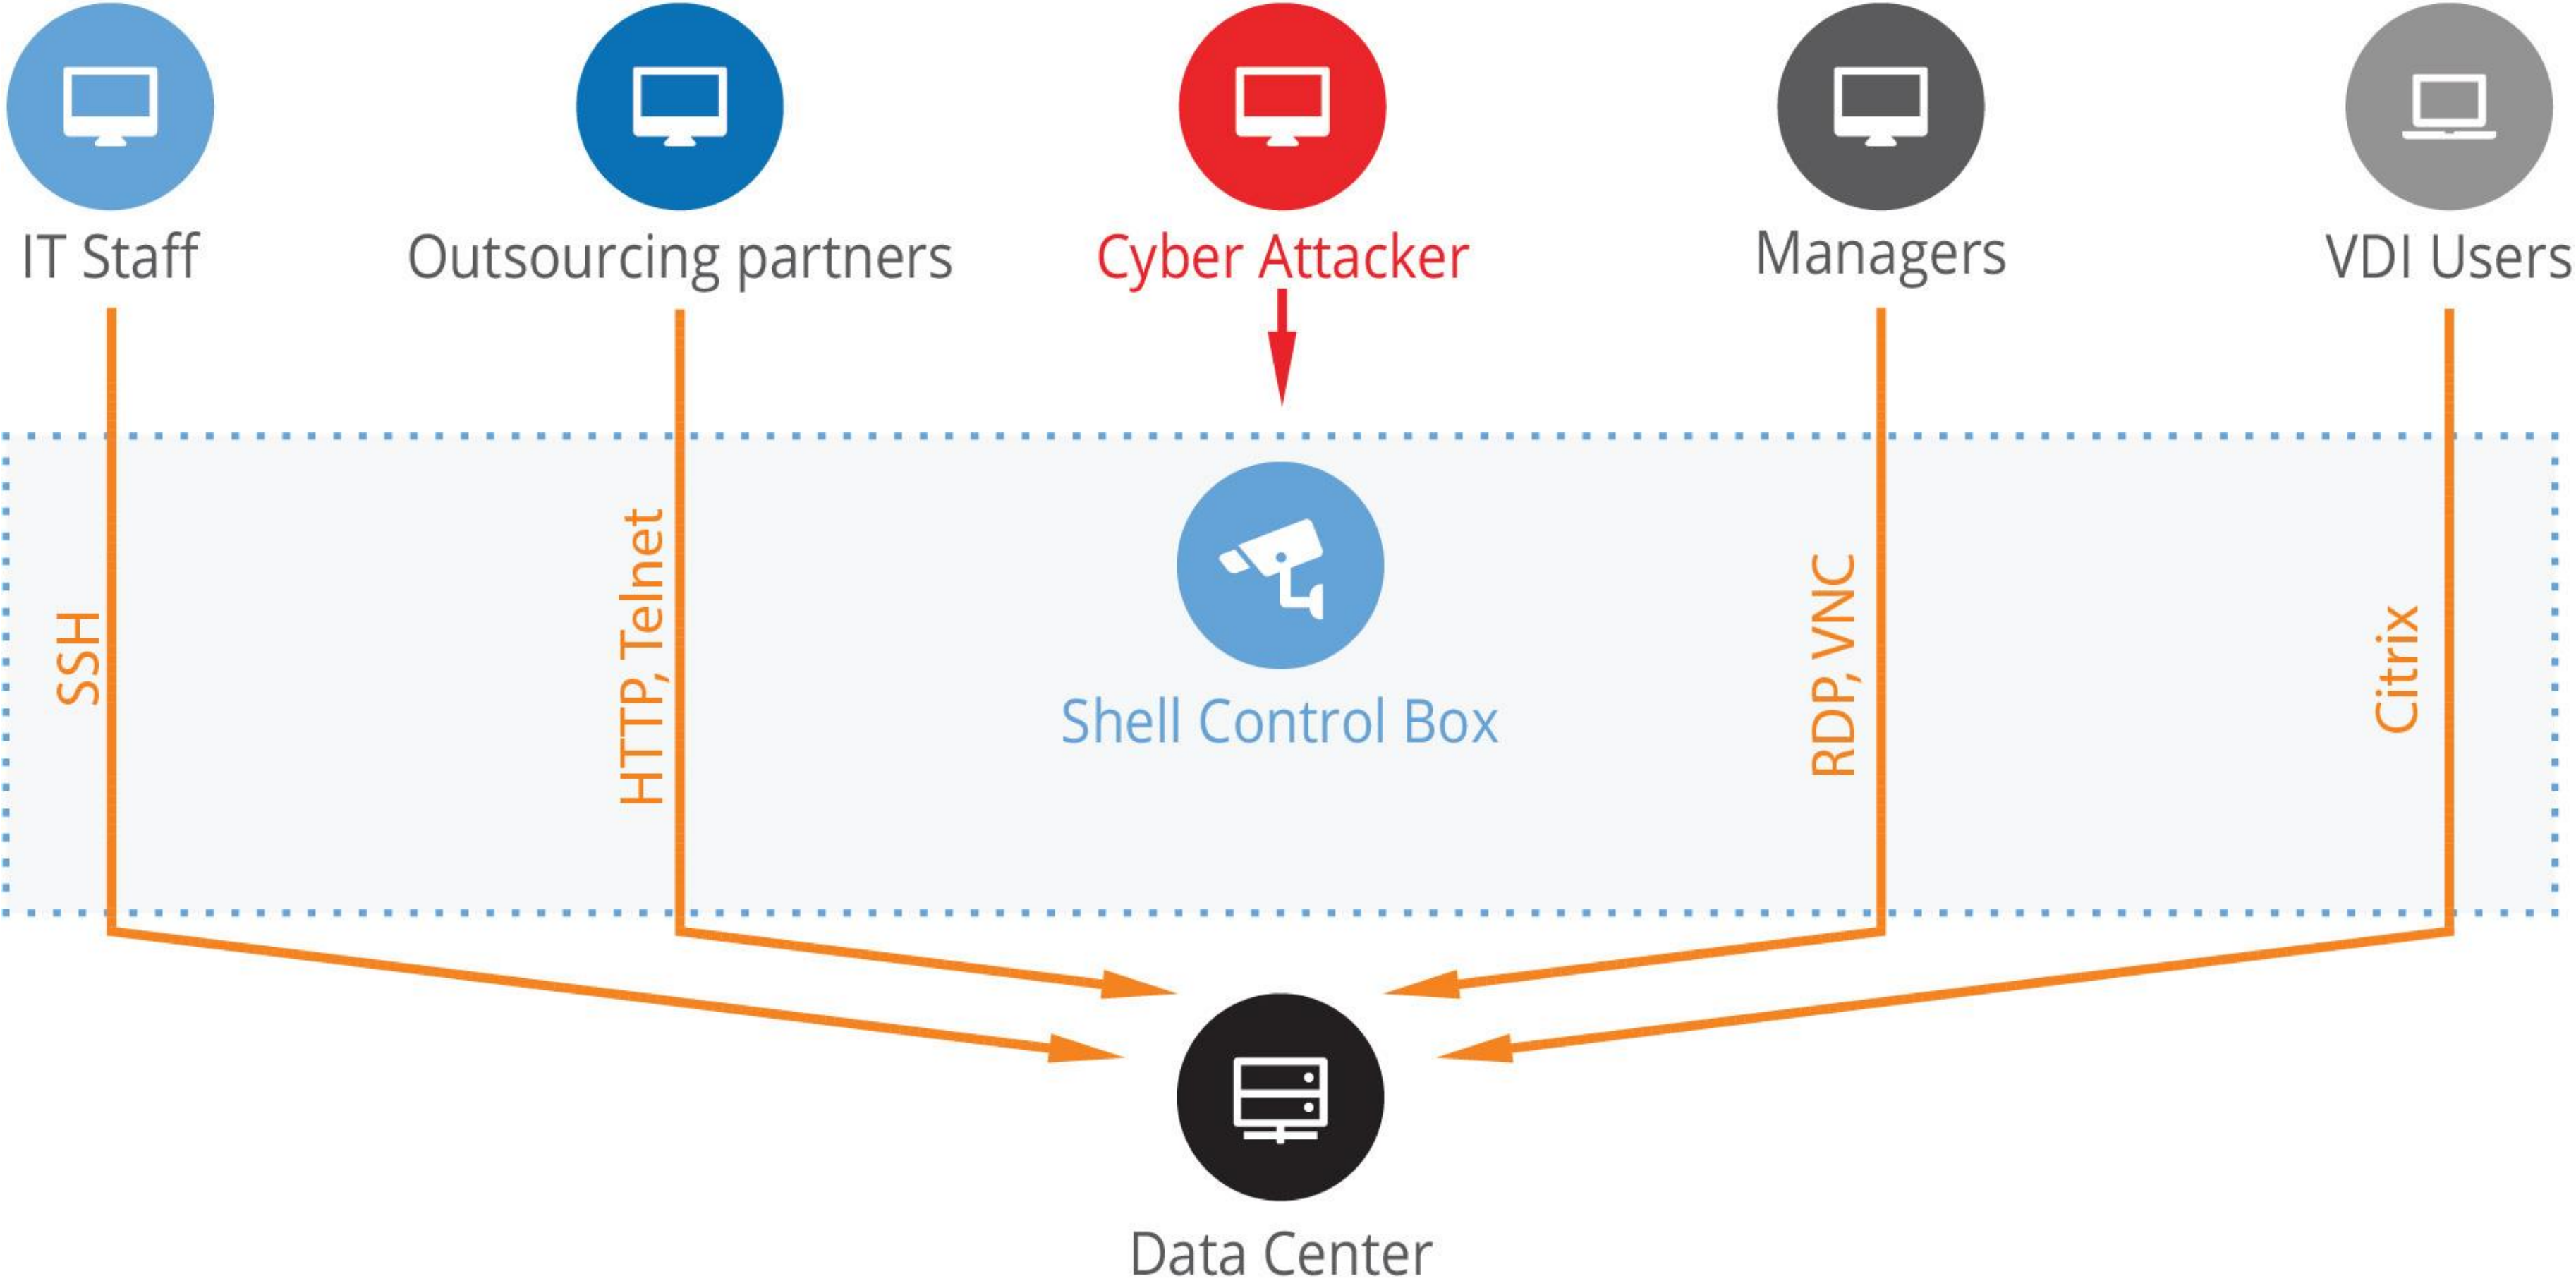 IT Staff
Outsourcing partners
Cyber Attacker
Managers
VDI Users
SSH
HTTP, Telnet
Shell Control Box
RDP, VNC
Citrix
Data Center